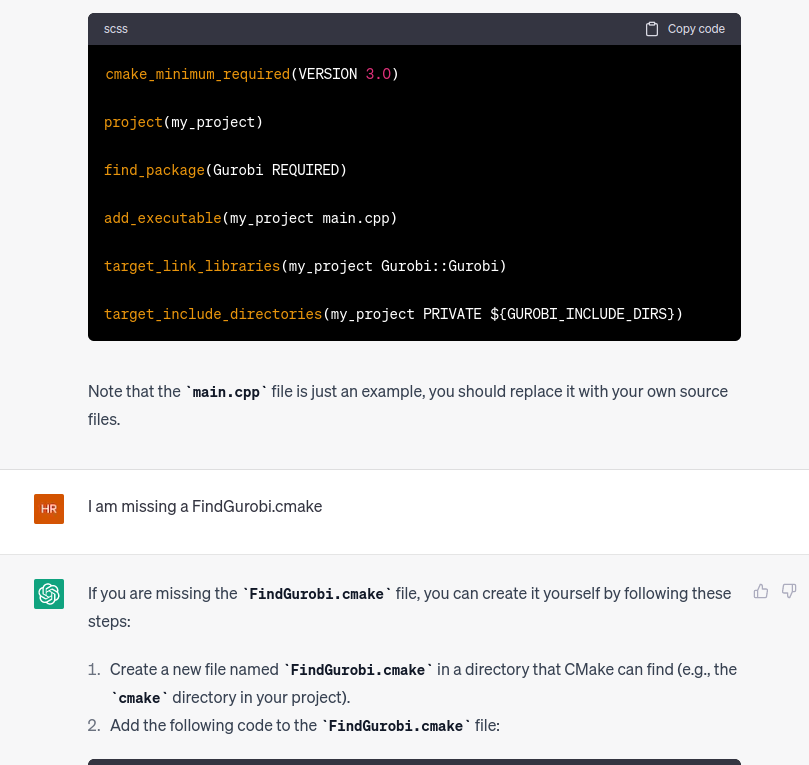 scss Copy code
cmake_minimum_required(VERSION 3.0)
project(my_project)
find_package(Gurobi REQUIRED)
add_executable(my_project main.cpp)
target_link_libraries(my_project Gurobi::Gurobi)
target_include_directories(my_project PRIVATE ${GUROBI_INCLUDE_DIRS})
Note that the `main.cpp` file is just an example, you should replace it with your own source
files.
HR I am missing a FindGurobi.cmake
If you are missing the `FindGurobi.cmake` file, you can create it yourself by following these
steps:
1. Create a new file named `FindGurobi.cmake` in a directory that CMake can find (e.g., the
`cmake` directory in your project).
2. Add the following code to the `FindGurobi.cmake` file: